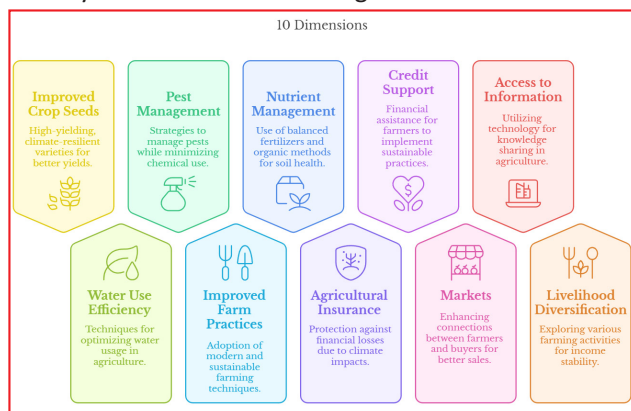 10 Dimensions
Improved
Crop Seeds
High-yielding,
climate-resilient
varieties for
better yields.
Pest
Management
Strategies to
manage pests
while minimizing
chemical use.
Nutrient
Management
Use of balanced
fertilizers and
organic methods
for soil health.
Credit
Support
Financial
assistance for
farmers to
implement
sustainable
practices.
Access to
Information
Utilizing
technology for
knowledge
sharing in
agriculture.
Water Use
Efficiency
Techniques for
optimizing water
usage in
agriculture.
Improved
Farm
Practices
Adoption of
modern and
sustainable
farming
techniques.
Agricultural
Insurance
Protection against
financial losses
due to climate
impacts.
Markets
Enhancing
connections
between farmers
and buyers for
better sales.
Livelihood
Diversification
Exploring various
farming activities
for income
stability.